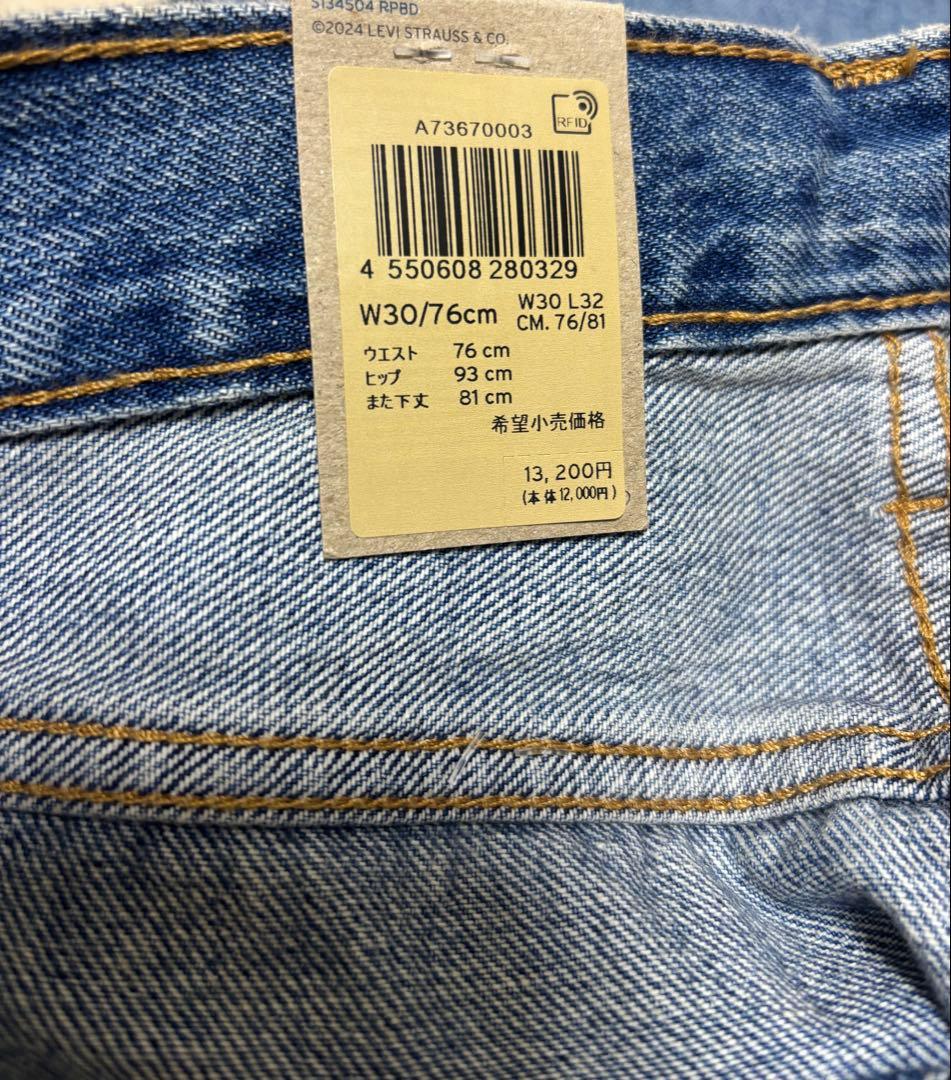 S134504 RPBD
©2024 LEVI STRAUSS & CO.
RFID
A73670003
4 550608 280329
W30/76cm
W30 L32
CM. 76/81
ウエスト 76 cm
ヒップ 93 cm
また下丈 81 cm
希望小売価格
13,200円
(本体12,000円)